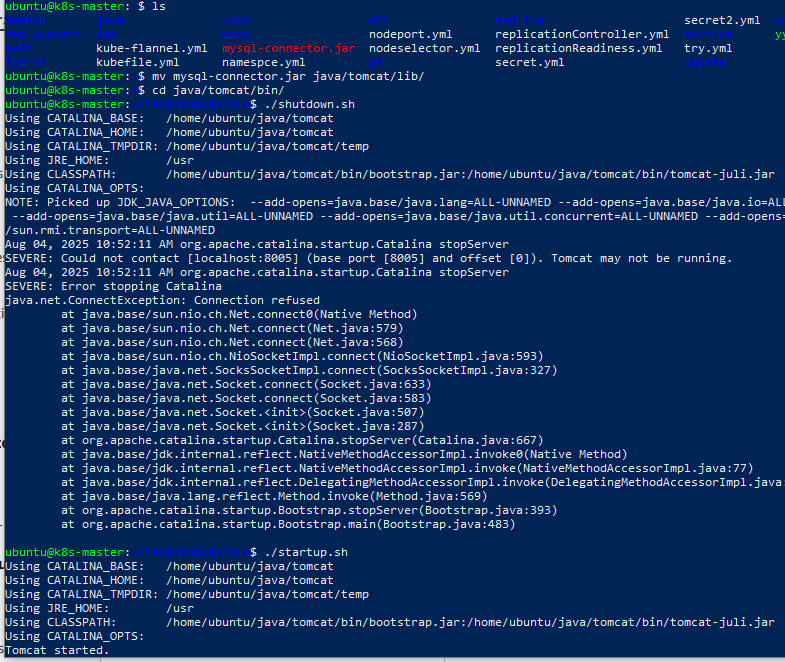 ubuntu@k8s-master:~$ ls
daemon java kube mfs replica secret2.yml
deployement jpn mongo nodeport.yml replicationController.yml service yy
hello kube-flannel.yml mysql-connector.jar nodeselector.yml replicationReadiness.yml try.yml
kubefile.yml namespce.yml secret.yml update
ubuntu@k8s-master:~$ mv mysql-connector.jar java/tomcat/lib/
ubuntu@k8s-master:~$ cd java/tomcat/bin/
ubuntu@k8s-master:~/java/tomcat/bin$ ./shutdown.sh
Using CATALINA_BASE: /home/ubuntu/java/tomcat
Using CATALINA_HOME: /home/ubuntu/java/tomcat
Using CATALINA_TMPDIR: /home/ubuntu/java/tomcat/temp
Using JRE_HOME: /usr
Using CLASSPATH: /home/ubuntu/java/tomcat/bin/bootstrap.jar:/home/ubuntu/java/tomcat/bin/tomcat-juli.jar
Using CATALINA_OPTS:
NOTE: Picked up JDK_JAVA_OPTIONS: --add-opens=java.base/java.lang=ALL-UNNAMED --add-opens=java.base/java.io=ALL
--add-opens=java.base/java.util=ALL-UNNAMED --add-opens=java.base/java.util.concurrent=ALL-UNNAMED --add-opens=
/sun.rmi.transport=ALL-UNNAMED
Aug 04, 2025 10:52:11 AM org.apache.catalina.startup.Catalina stopServer
SEVERE: Could not contact [localhost:8005] (base port [8005] and offset [0]). Tomcat may not be running.
Aug 04, 2025 10:52:11 AM org.apache.catalina.startup.Catalina stopServer
SEVERE: Error stopping Catalina
java.net.ConnectException: Connection refused
at java.base/sun.nio.ch.Net.connect0(Native Method)
at java.base/sun.nio.ch.Net.connect(Net.java:579)
at java.base/sun.nio.ch.Net.connect(Net.java:568)
at java.base/sun.nio.ch.NioSocketImpl.connect(NioSocketImpl.java:593)
at java.base/java.net.SocksSocketImpl.connect(SocksSocketImpl.java:327)
at java.base/java.net.Socket.connect(Socket.java:633)
at java.base/java.net.Socket.connect(Socket.java:583)
at java.base/java.net.Socket.<init>(Socket.java:507)
at java.base/java.net.Socket.<init>(Socket.java:287)
at org.apache.catalina.startup.Catalina.stopServer(Catalina.java:667)
at java.base/jdk.internal.reflect.NativeMethodAccessorImpl.invoke0(Native Method)
at java.base/jdk.internal.reflect.NativeMethodAccessorImpl.invoke(NativeMethodAccessorImpl.java:77)
at java.base/jdk.internal.reflect.DelegatingMethodAccessorImpl.invoke(DelegatingMethodAccessorImpl.java:
at java.base/java.lang.reflect.Method.invoke(Method.java:569)
at org.apache.catalina.startup.Bootstrap.stopServer(Bootstrap.java:393)
at org.apache.catalina.startup.Bootstrap.main(Bootstrap.java:483)
ubuntu@k8s-master:~/java/tomcat/bin$ ./startup.sh
Using CATALINA_BASE: /home/ubuntu/java/tomcat
Using CATALINA_HOME: /home/ubuntu/java/tomcat
Using CATALINA_TMPDIR: /home/ubuntu/java/tomcat/temp
Using JRE_HOME: /usr
Using CLASSPATH: /home/ubuntu/java/tomcat/bin/bootstrap.jar:/home/ubuntu/java/tomcat/bin/tomcat-juli.jar
Using CATALINA_OPTS:
Tomcat started.